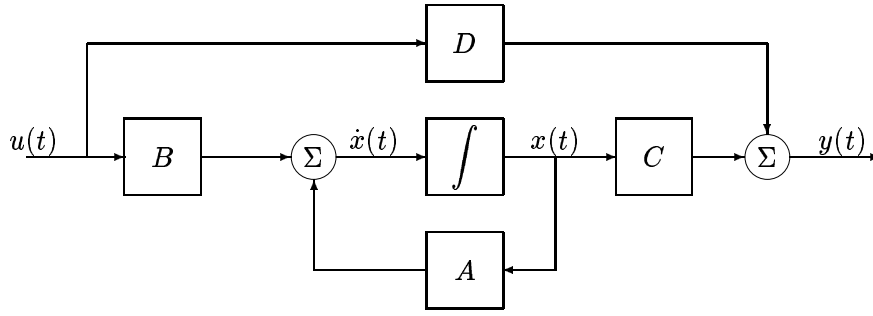 D
u(t) B Σ ẋ(t) ∫ x(t) C Σ y(t)
A